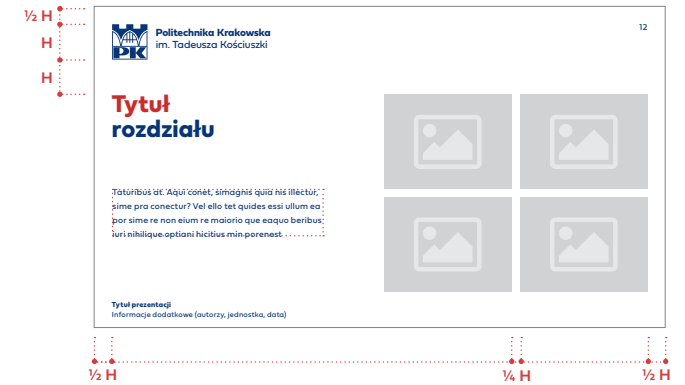 ½ H
H
H
PK
Politechnika Krakowska
im. Tadeusza Kościuszki
12
Tytuł
rozdziału
Taturibus at. Aqui conet, simagnis quia nis illectur,
sime pra conectur? Vel ello tet quides essi ullum ea
por sime re non eium re maiorio que eaquo beribus
iuri nihilique optiani hicitius min porenest
Tytuł prezentacji
Informacje dodatkowe (autorzy, jednostka, data)
½ H
¼ H
½ H